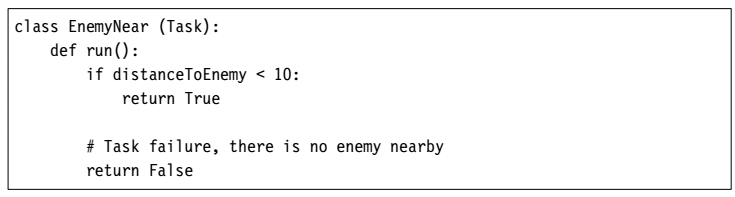 class EnemyNear (Task):
    def run():
        if distanceToEnemy < 10:
            return True

        # Task failure, there is no enemy nearby
        return False